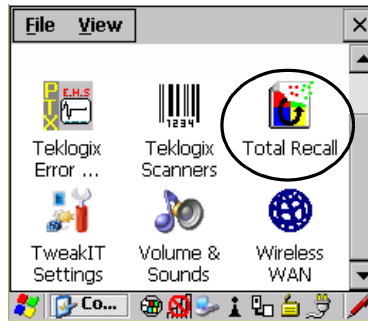 File View
PTX E.H.S
1234
Teklogix Error ...
Teklogix Scanners
Total Recall
TweakIT Settings
Volume & Sounds
Wireless WAN
Co...